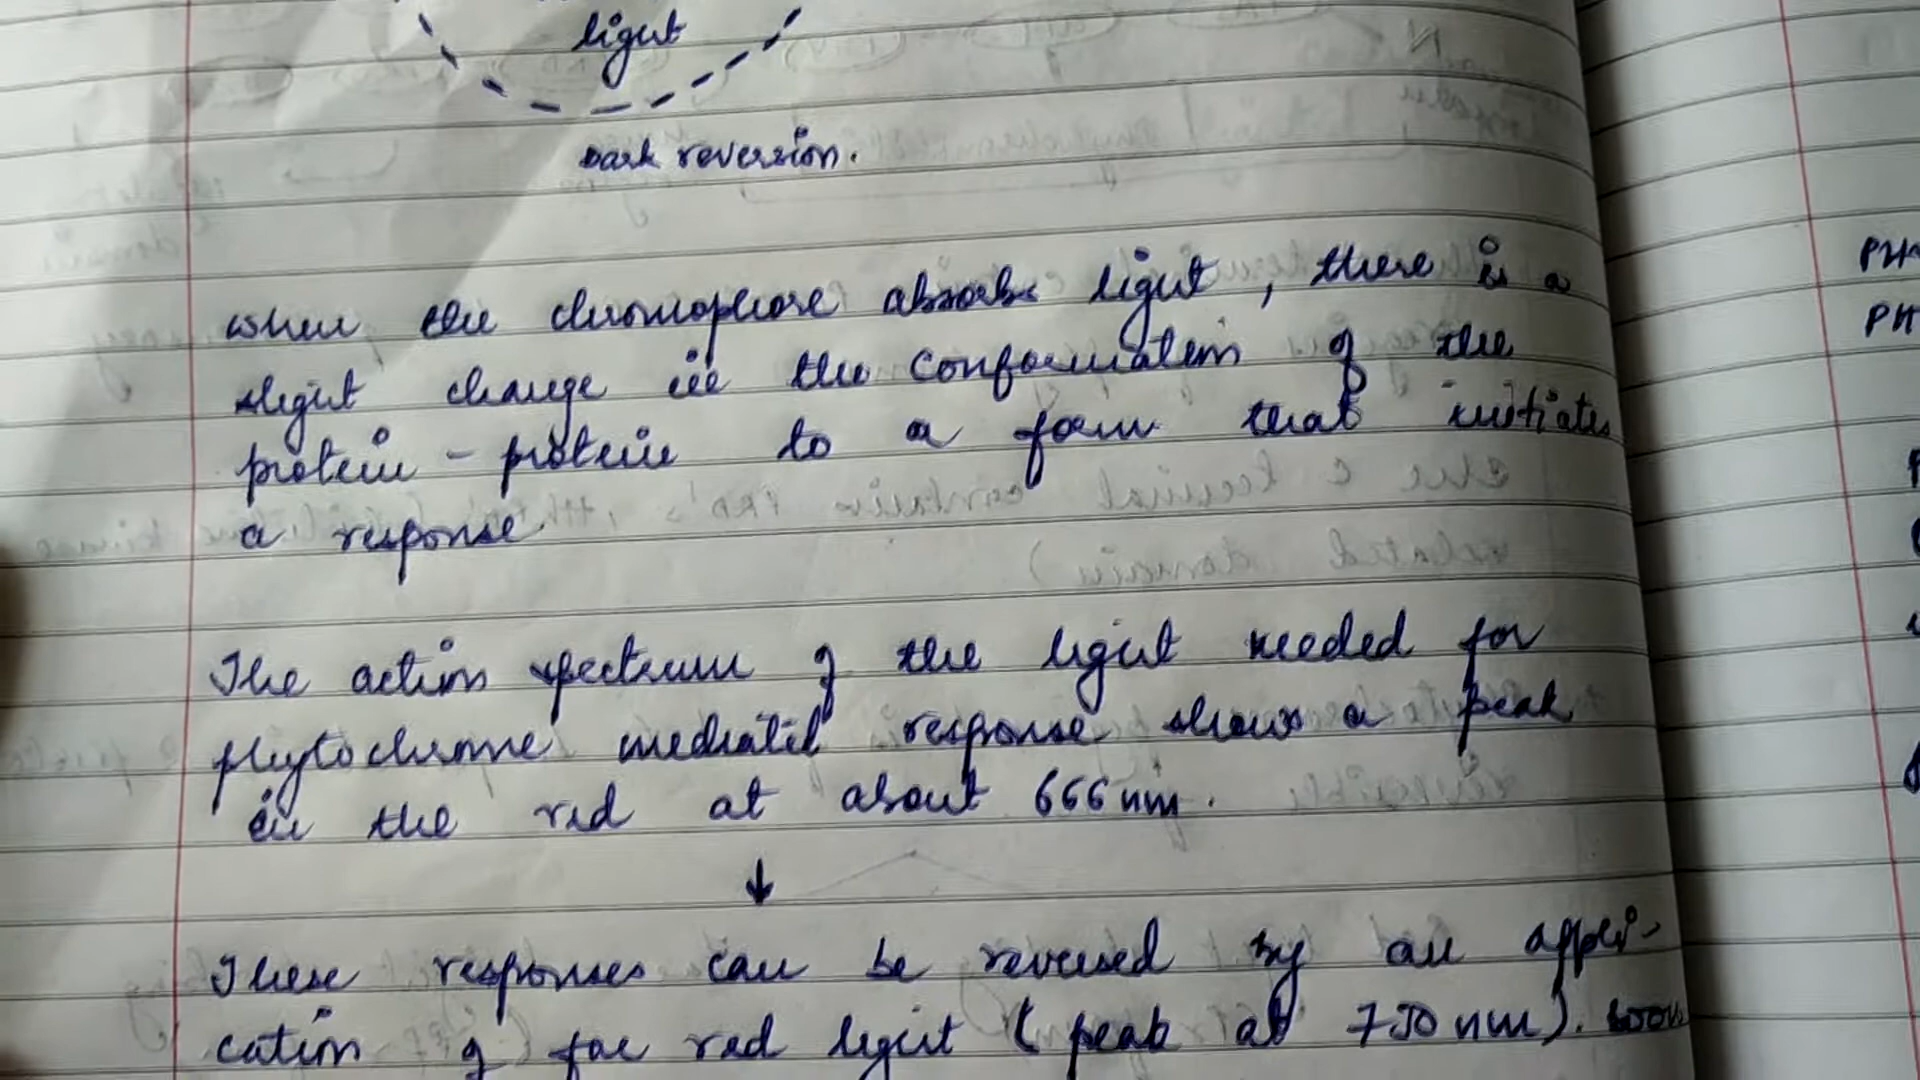 light
Dark reversion.
when the chromophore absorbs light, there is a
slight change in the conformation of the
protein - protein to a form that initiates
a response
The action spectrum of the light needed for
phytochrome mediated response shows a peak
in the red at about 666 nm.
↓
These responses can be reversed by an appli-
cation of far red light (peak at 730 nm). soon
PH
PH